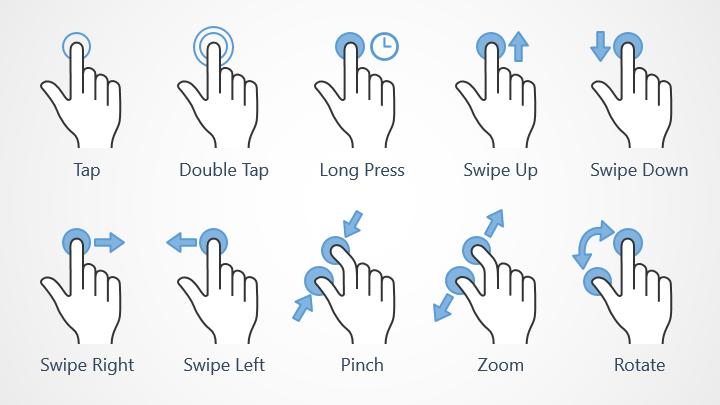 Tap
Double Tap
Long Press
Swipe Up
Swipe Down
Swipe Right
Swipe Left
Pinch
Zoom
Rotate